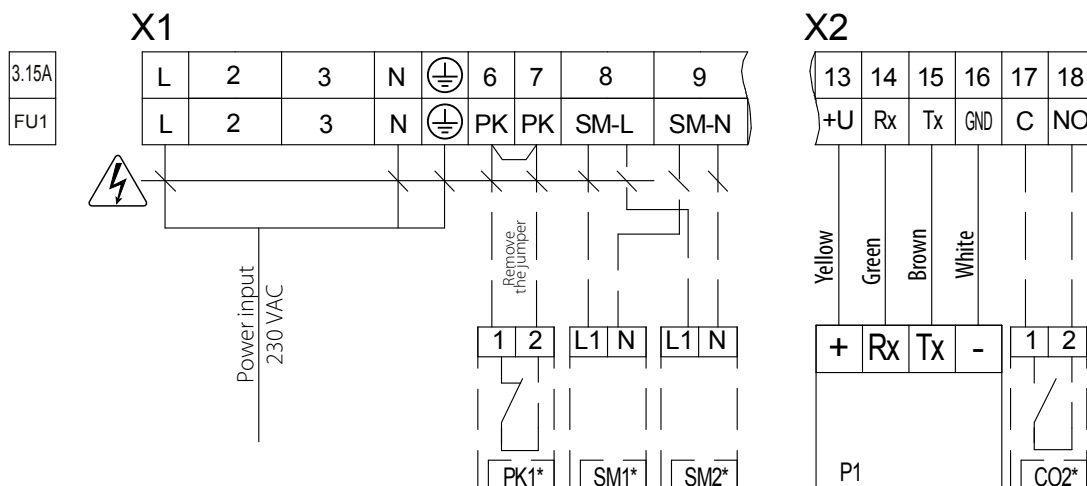 X1
X2
3.15A
L 2 3 N 6 7 8 9
13 14 15 16 17 18
FU1
L 2 3 N PK PK SM-L SM-N
+U Rx Tx GND C NO
Remove
the jumper
Yellow
Green
Brown
White
Power input
230 VAC
1 2
L1 N
L1 N
+ Rx Tx -
1 2
PK1*
SM1*
SM2*
P1
CO2*